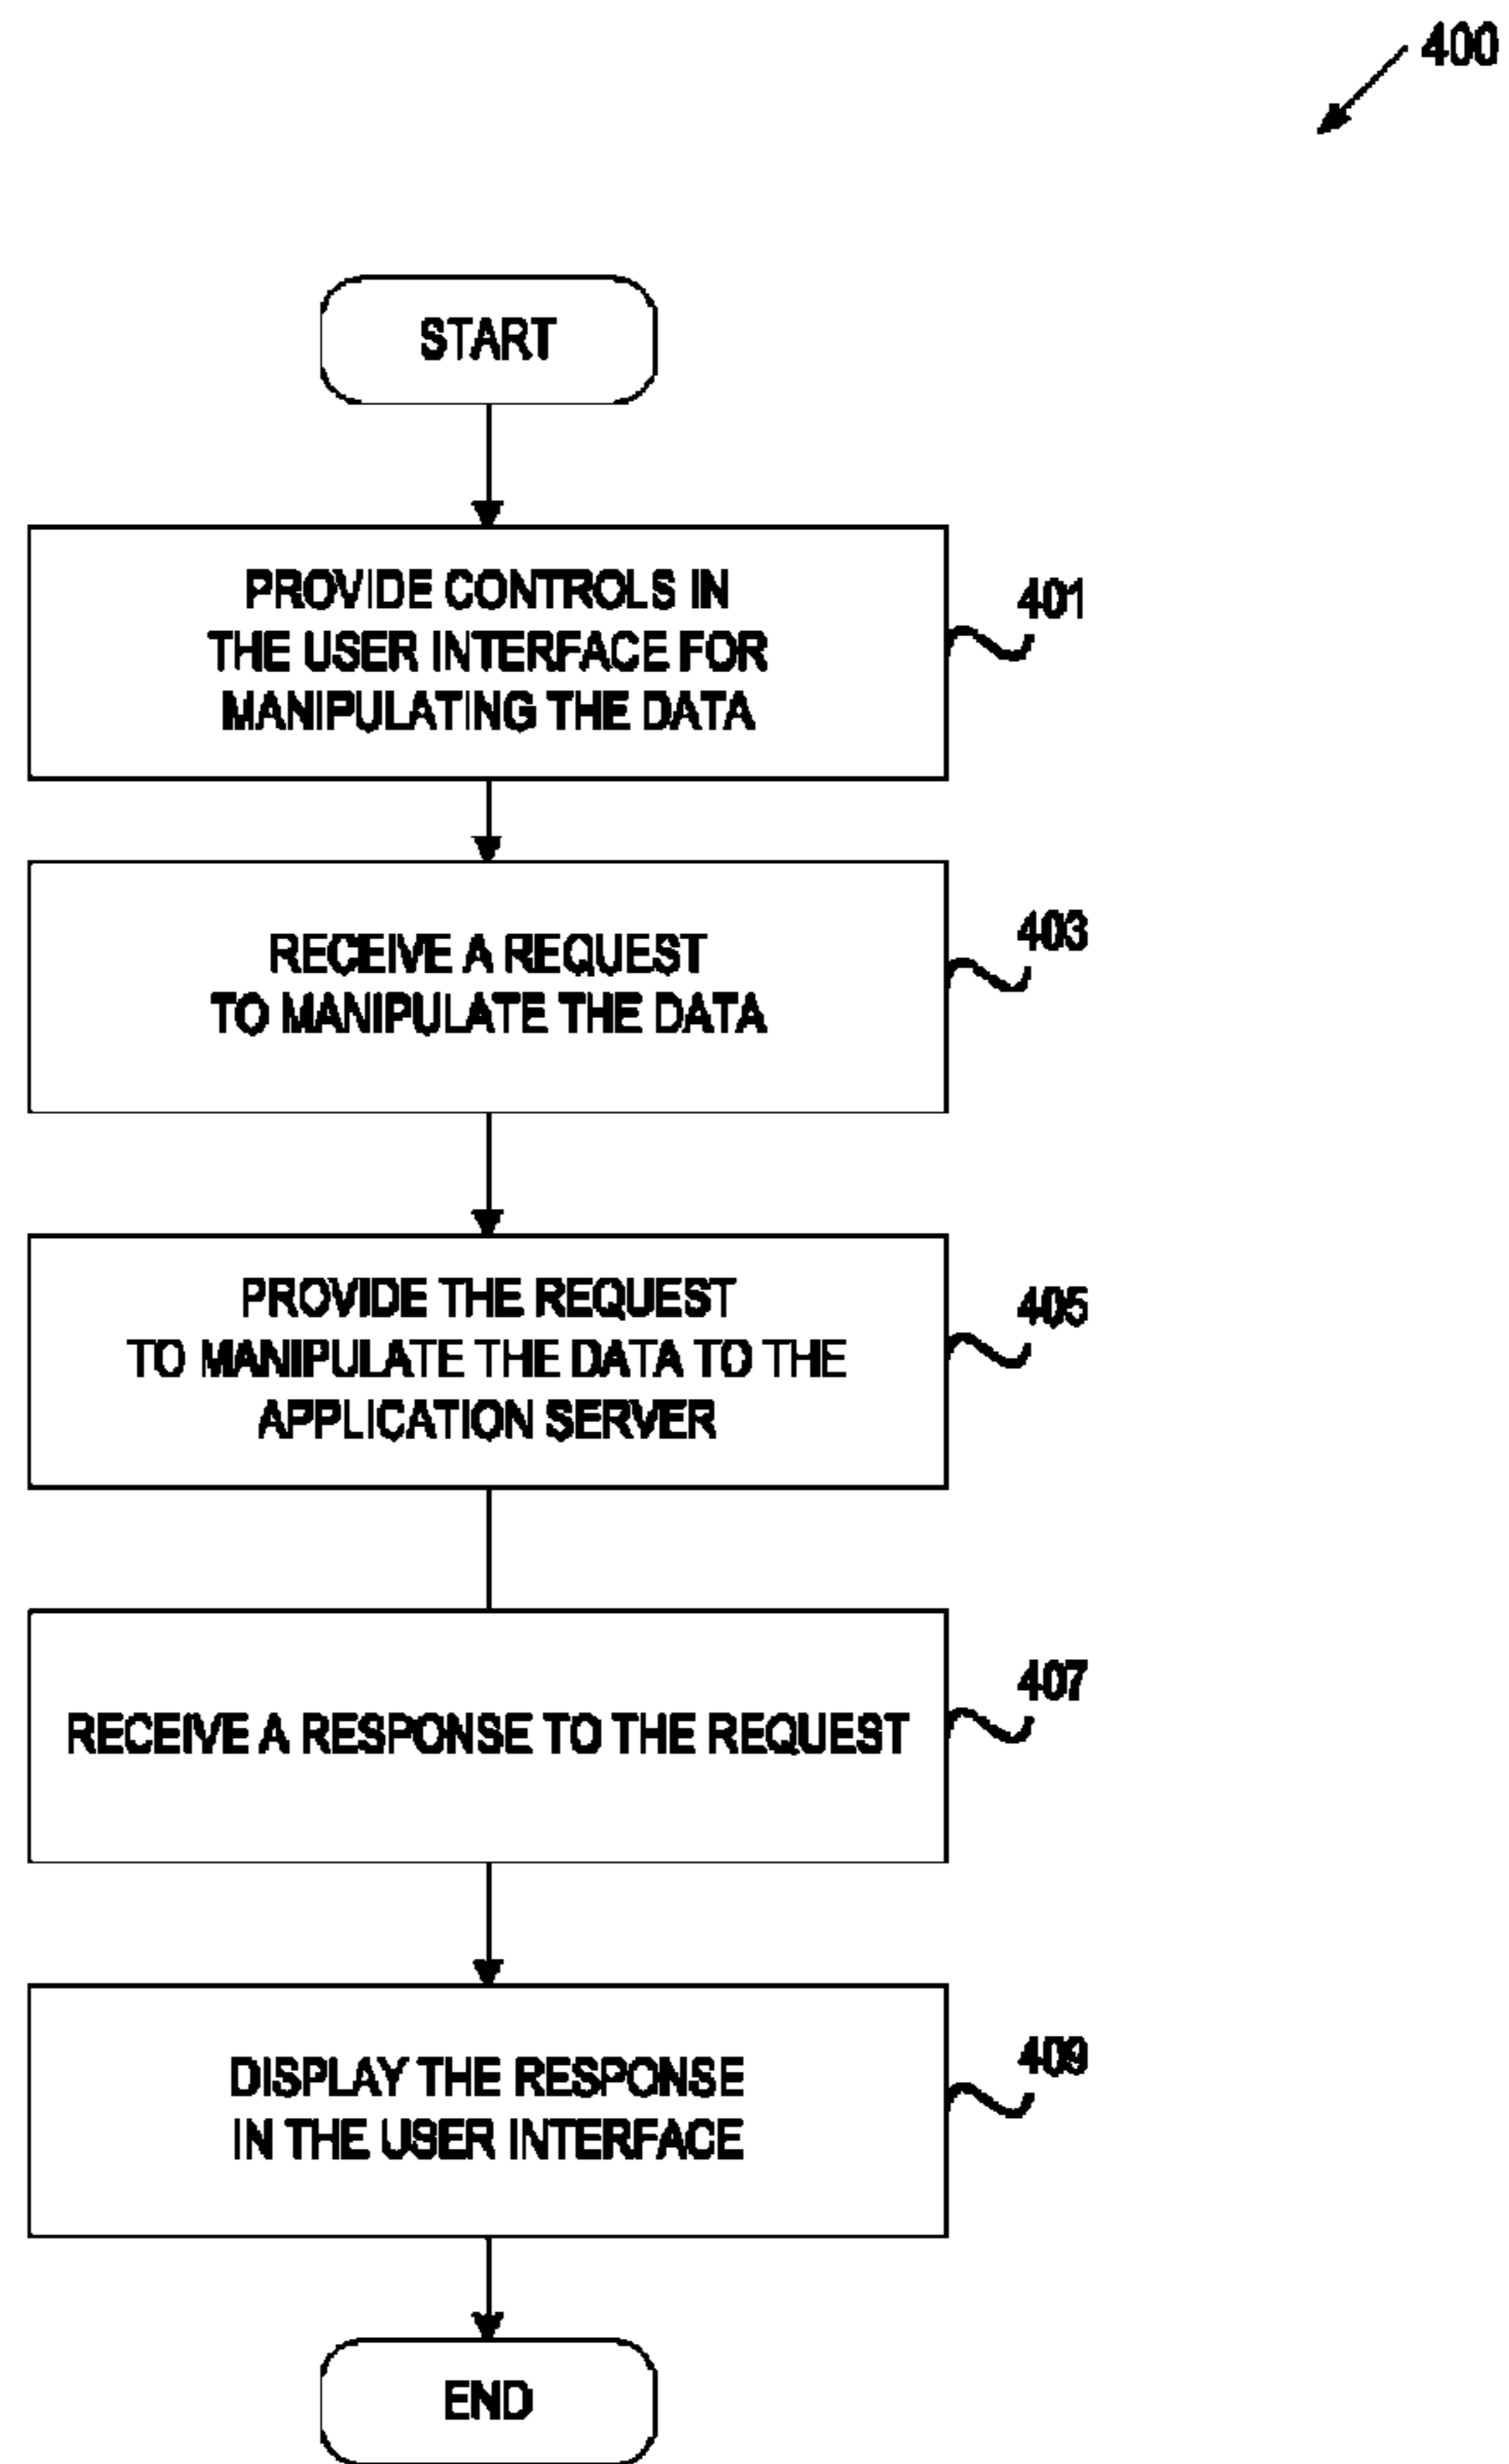 400
START
PROVIDE CONTROLS IN
THE USER INTERFACE FOR
MANIPULATING THE DATA
401
RECEIVE A REQUEST
TO MANIPULATE THE DATA
403
PROVIDE THE REQUEST
TO MANIPULATE THE DATA TO THE
APPLICATION SERVER
405
RECEIVE A RESPONSE TO THE REQUEST
407
DISPLAY THE RESPONSE
IN THE USER INTERFACE
409
END